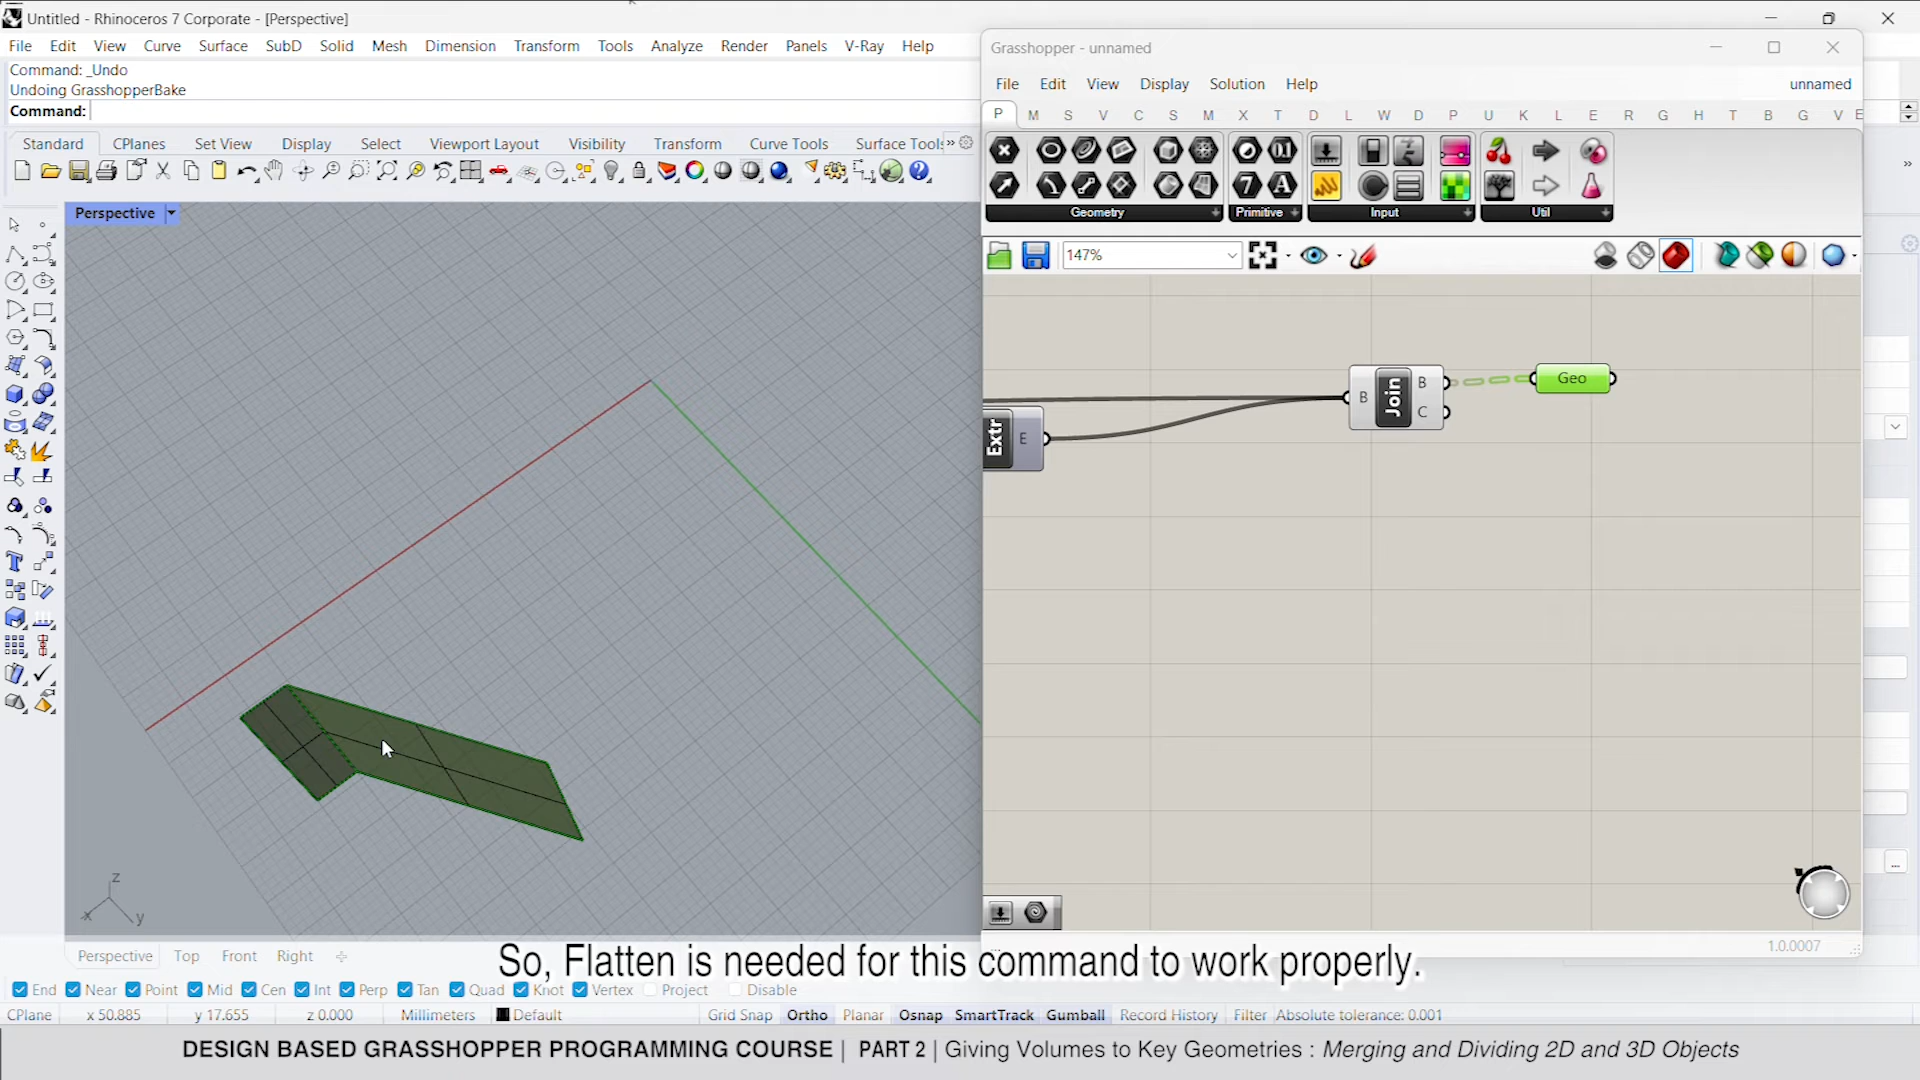 Untitled - Rhinoceros 7 Corporate - [Perspective]
File Edit View Curve Surface SubD Solid Mesh Dimension Transform Tools Analyze Render Panels V-Ray Help
Command: _Undo
Undoing GrasshopperBake
Command:
Standard CPlanes Set View Display Select Viewport Layout Visibility Transform Curve Tools Surface Tools »
Perspective
z
x y
Grasshopper - unnamed
File Edit View Display Solution Help unnamed
P M S V C S M X T D L W D P U K L E R G H T B G V E
Geometry Primitive Input Util
147%
Join B B C
Geo
Extr E
1.0.0007
Perspective Top Front Right
So, Flatten is needed for this command to work properly.
End Near Point Mid Cen Int Perp Tan Quad Knot Vertex Project Disable
CPlane x 50.885 y 17.655 z 0.000 Millimeters Default Grid Snap Ortho Planar Osnap SmartTrack Gumball Record History Filter Absolute tolerance: 0.001
DESIGN BASED GRASSHOPPER PROGRAMMING COURSE | PART 2 | Giving Volumes to Key Geometries : Merging and Dividing 2D and 3D Objects